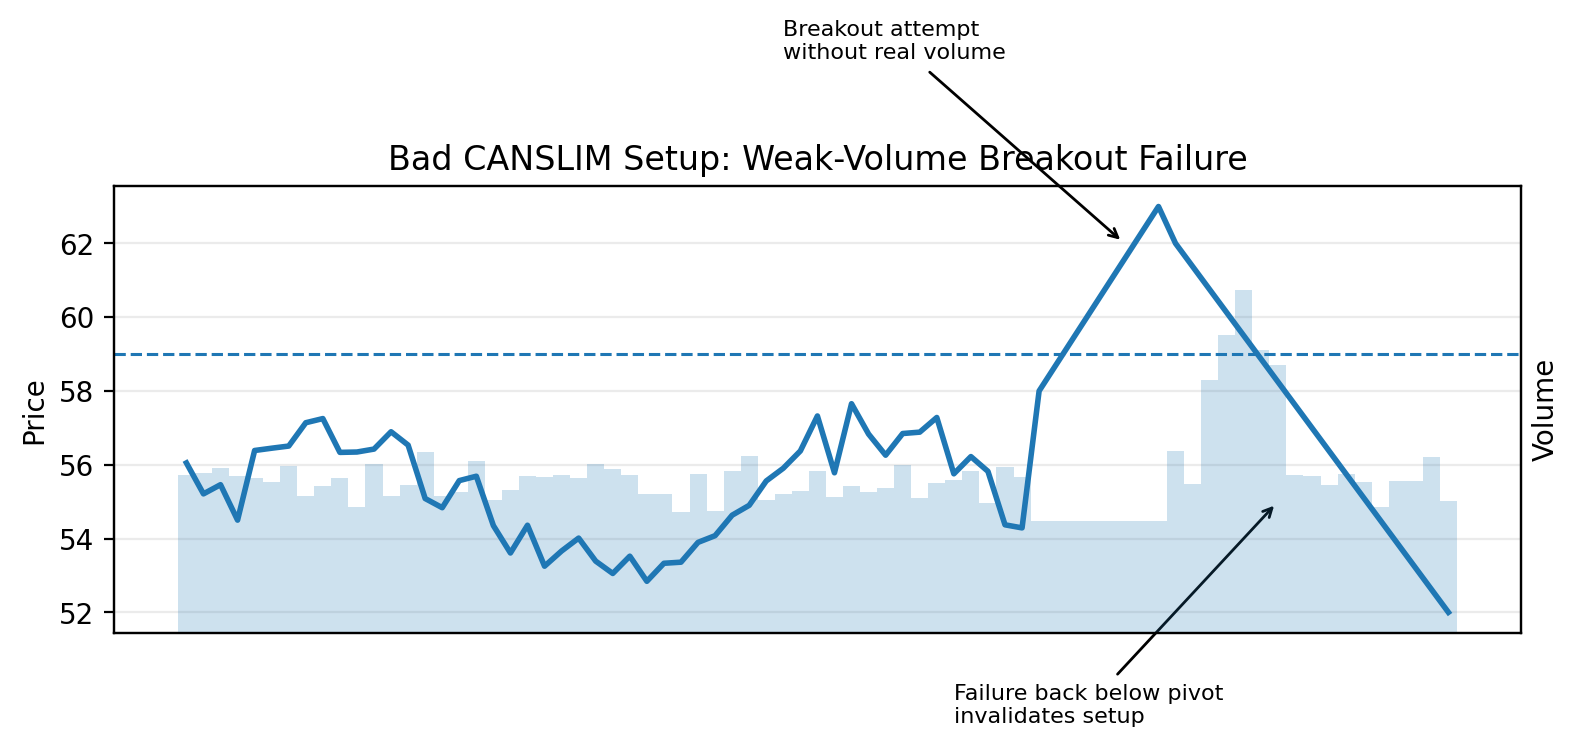 Breakout attempt
without real volume
Bad CANSLIM Setup: Weak-Volume Breakout Failure
62
60
58
56
54
52
Price
Volume
Failure back below pivot
invalidates setup